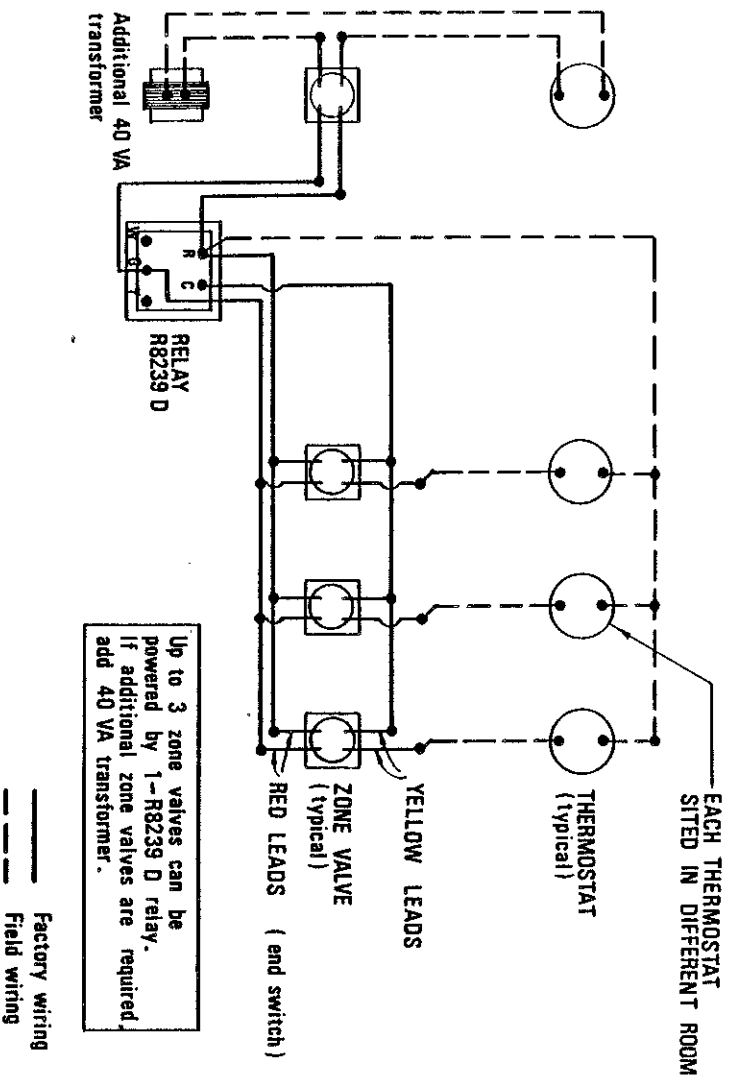 EACH THERMOSTAT
SITED IN DIFFERENT ROOM
THERMOSTAT
(typical)
YELLOW LEADS
ZONE VALVE
(typical)
RED LEADS (end switch)
Additional 40 VA
transformer
R
C
W
G
RELAY
R8239 D
Up to 3 zone valves can be
powered by 1-R8239 D relay.
If additional zone valves are required,
add 40 VA transformer.
Factory wiring
Field wiring